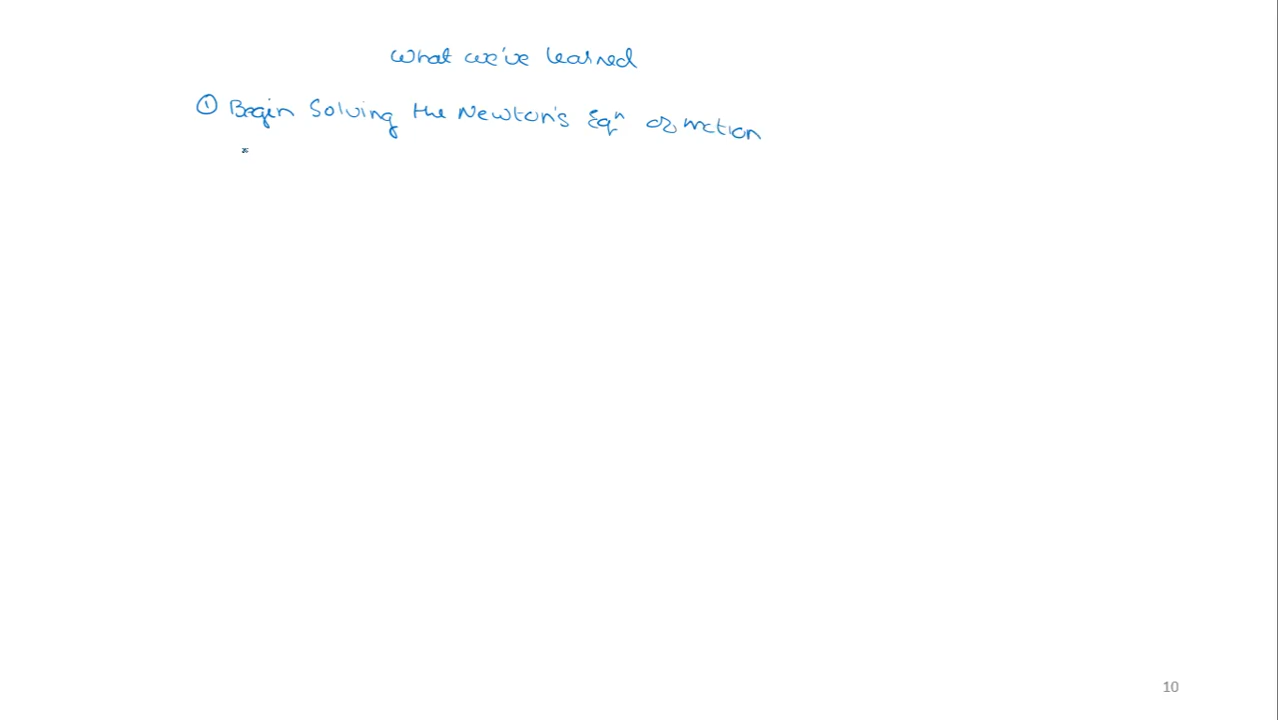 What we've learned
① Begin Solving the Newton's Eqⁿ of motion
10